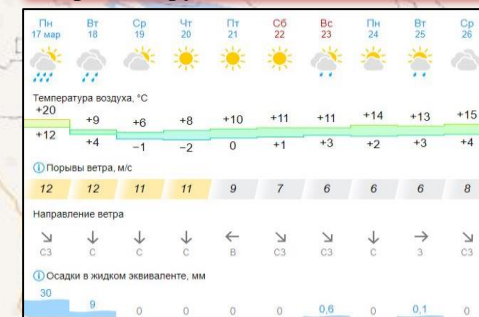 Пн Вт Ср Чт Пт Сб Вс Пн Вт Ср
17 мар 18 19 20 21 22 23 24 25 26
Температура воздуха, °C
+20 +9 +6 +8 +10 +11 +11 +14 +13 +15
+12 +4 −1 −2 0 +1 +3 +2 +3 +4
Порывы ветра, м/с
12 12 11 11 9 7 6 6 6 8
Направление ветра
СЗ С С С В СЗ СЗ С З СЗ
Осадки в жидком эквиваленте, мм
30 9 0 0 0 0 0,6 0 0,1 0